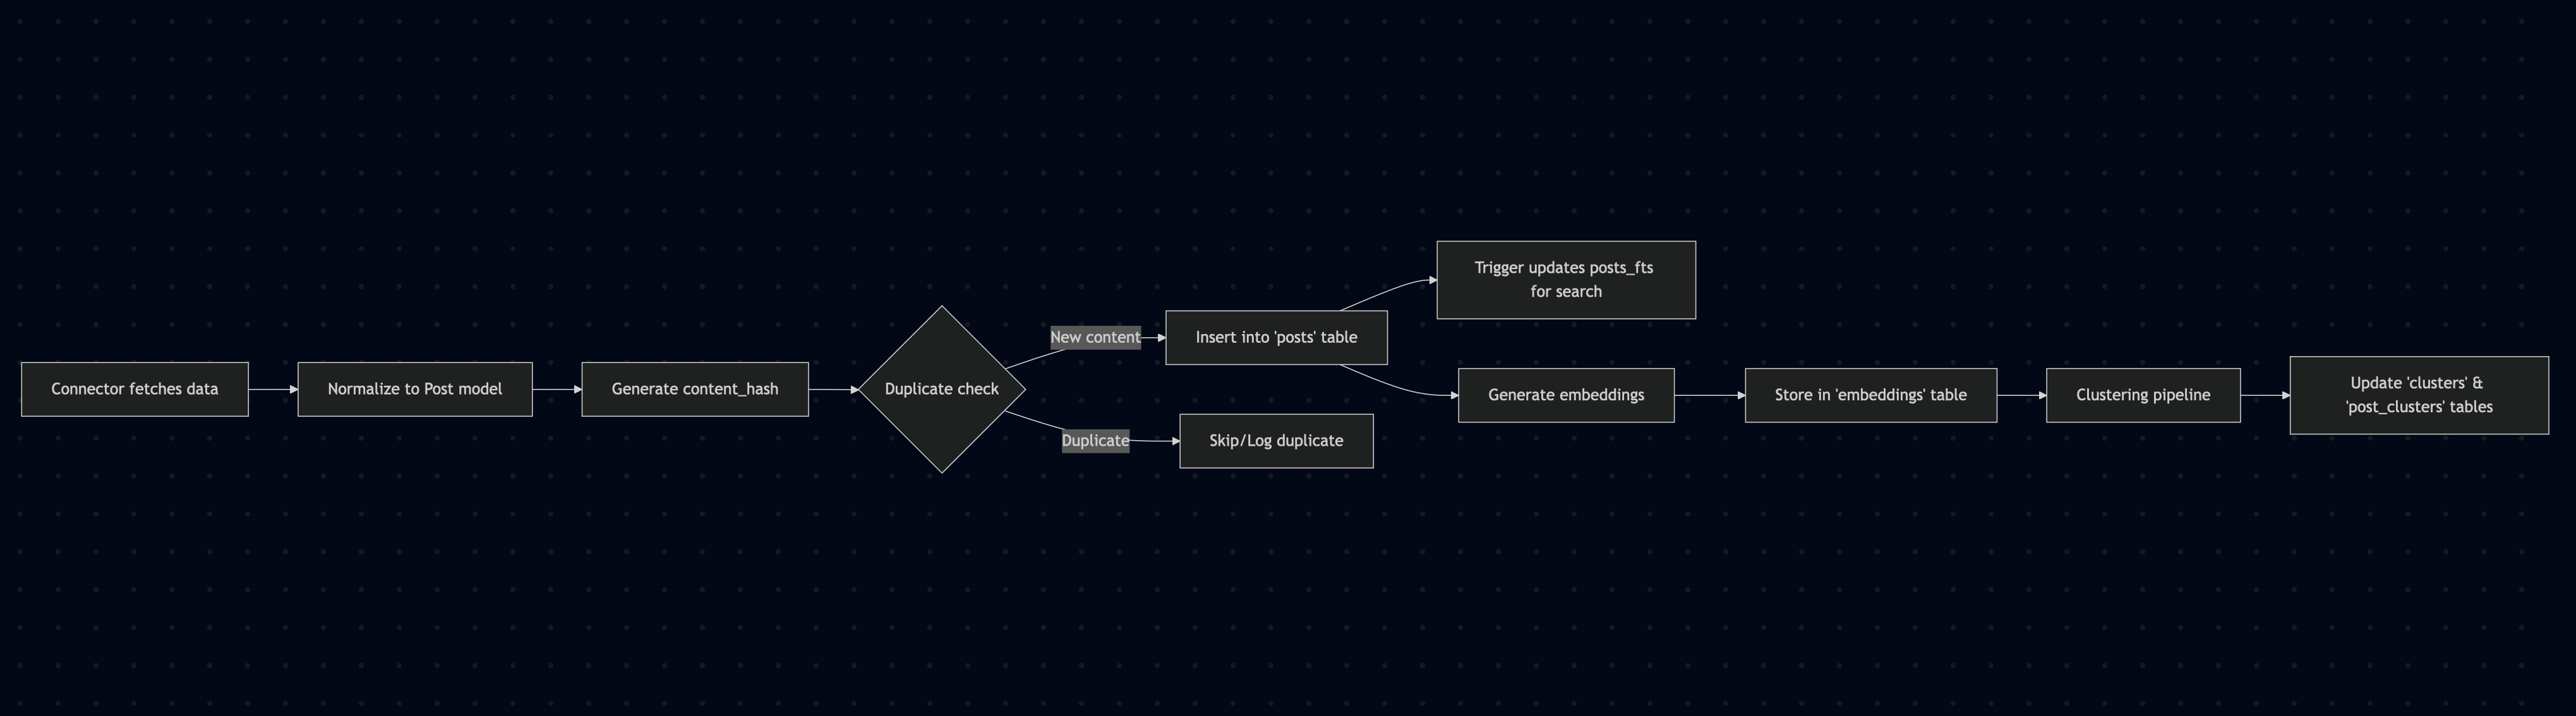 Connector fetches data
Normalize to Post model
Generate content_hash
Duplicate check
New content
Duplicate
Insert into 'posts' table
Skip/Log duplicate
Trigger updates posts_fts
for search
Generate embeddings
Store in 'embeddings' table
Clustering pipeline
Update 'clusters' &
'post_clusters' tables